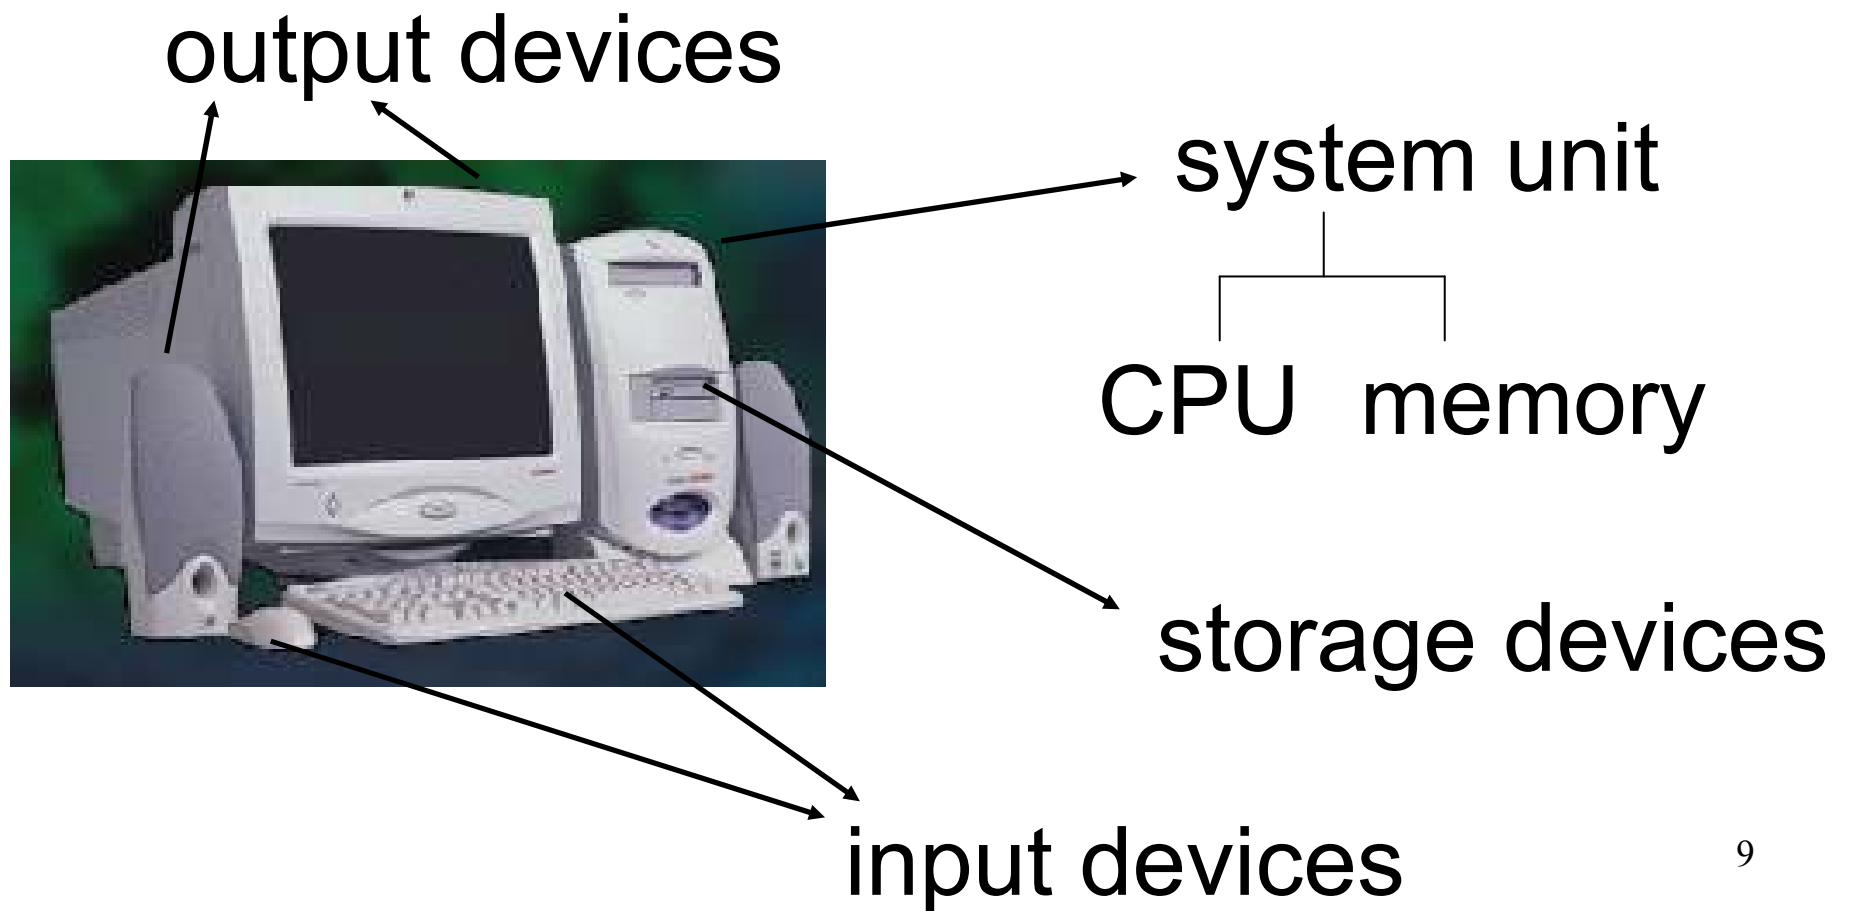 output devices
system unit
CPU memory
storage devices
input devices
9